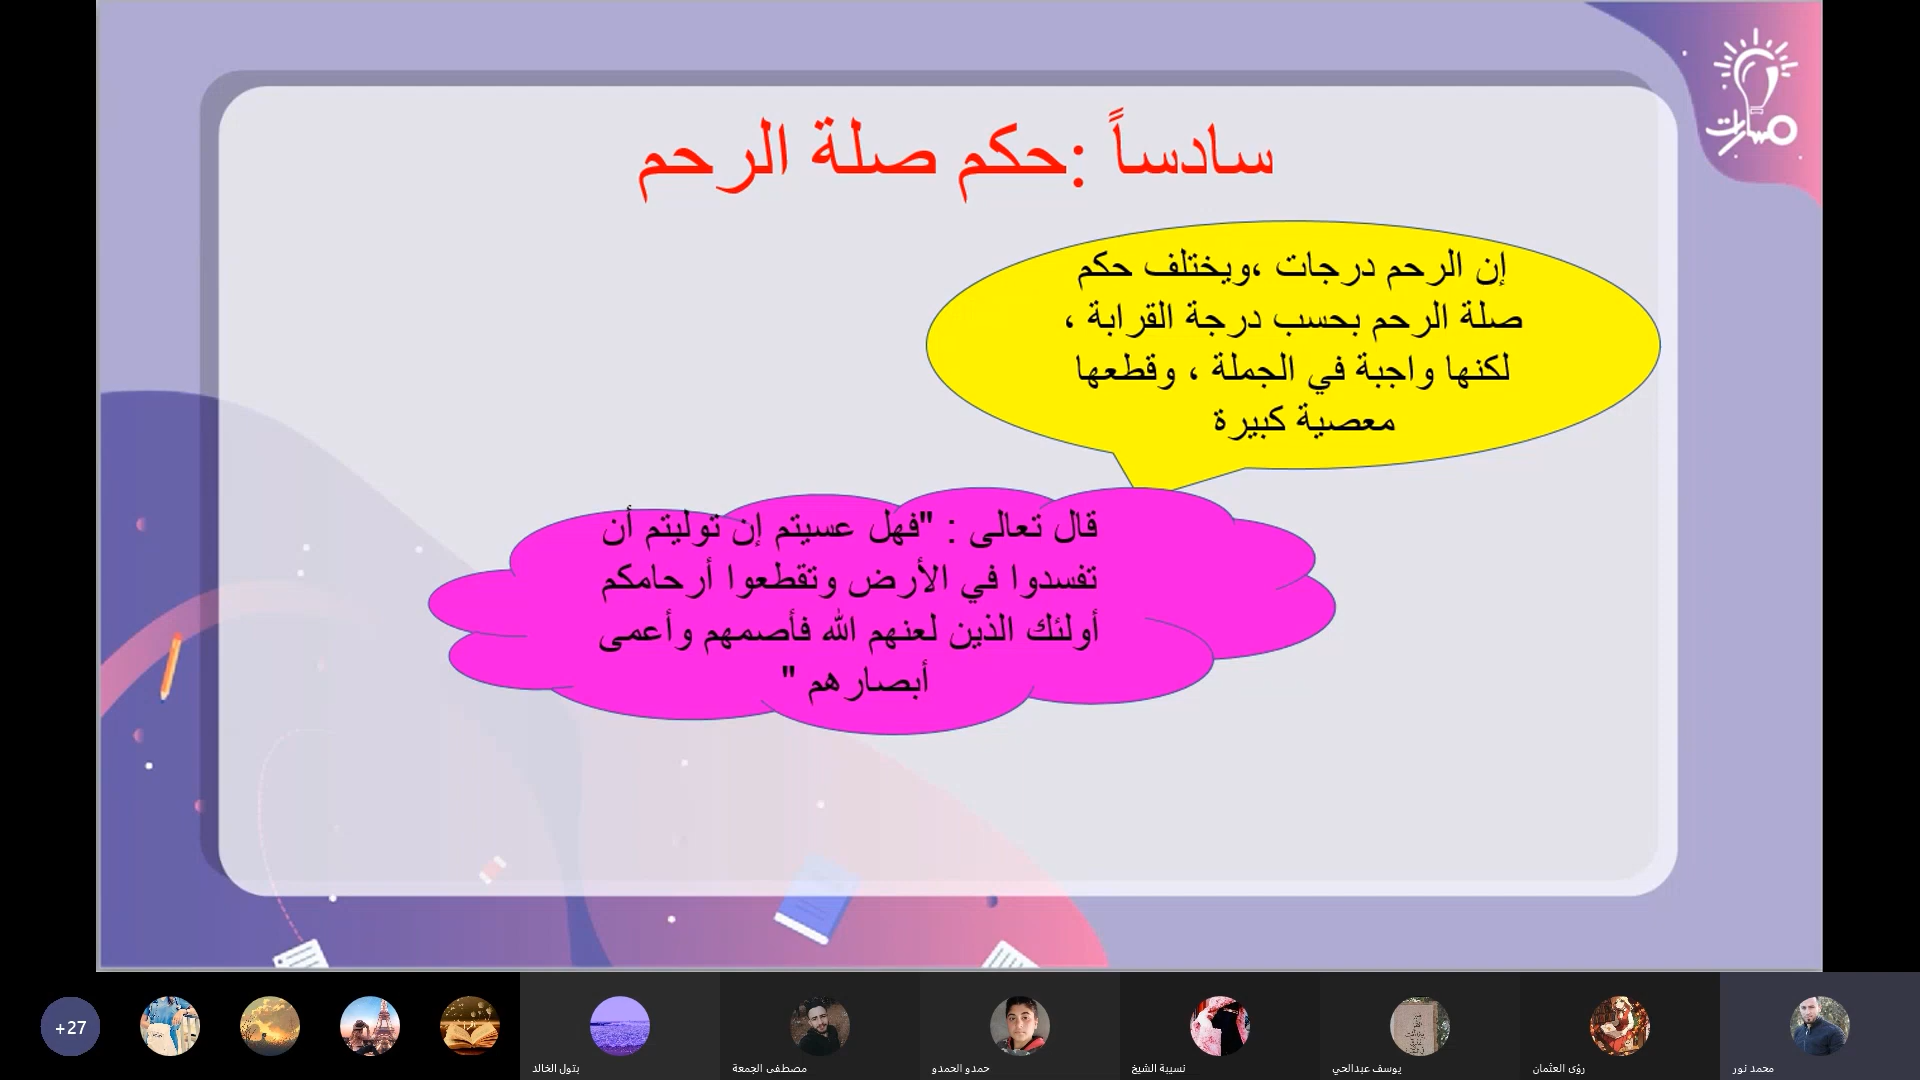 مسارات
سادساً :حكم صلة الرحم
إن الرحم درجات ،ويختلف حكم
صلة الرحم بحسب درجة القرابة ،
لكنها واجبة في الجملة ، وقطعها
معصية كبيرة
قال تعالى : "فهل عسيتم إن توليتم أن
تفسدوا في الأرض وتقطعوا أرحامكم
أولئك الذين لعنهم الله فأصمهم وأعمى
أبصارهم "
+27
بتول الخالد
مصطفى الجمعة
حمدو الحمدو
نسيبة الشيخ
يوسف عبدالحي
رؤى العثمان
محمد نور